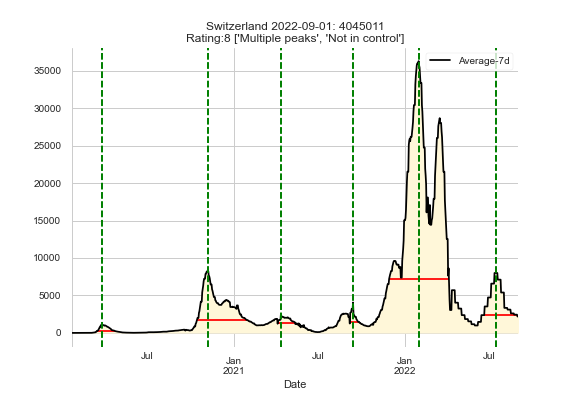 Switzerland 2022-09-01: 4045011
Rating:8 ['Multiple peaks', 'Not in control']
Average-7d
35000
30000
25000
20000
15000
10000
5000
0
Jul
Jan
2021
Jul
Jan
2022
Jul
Date